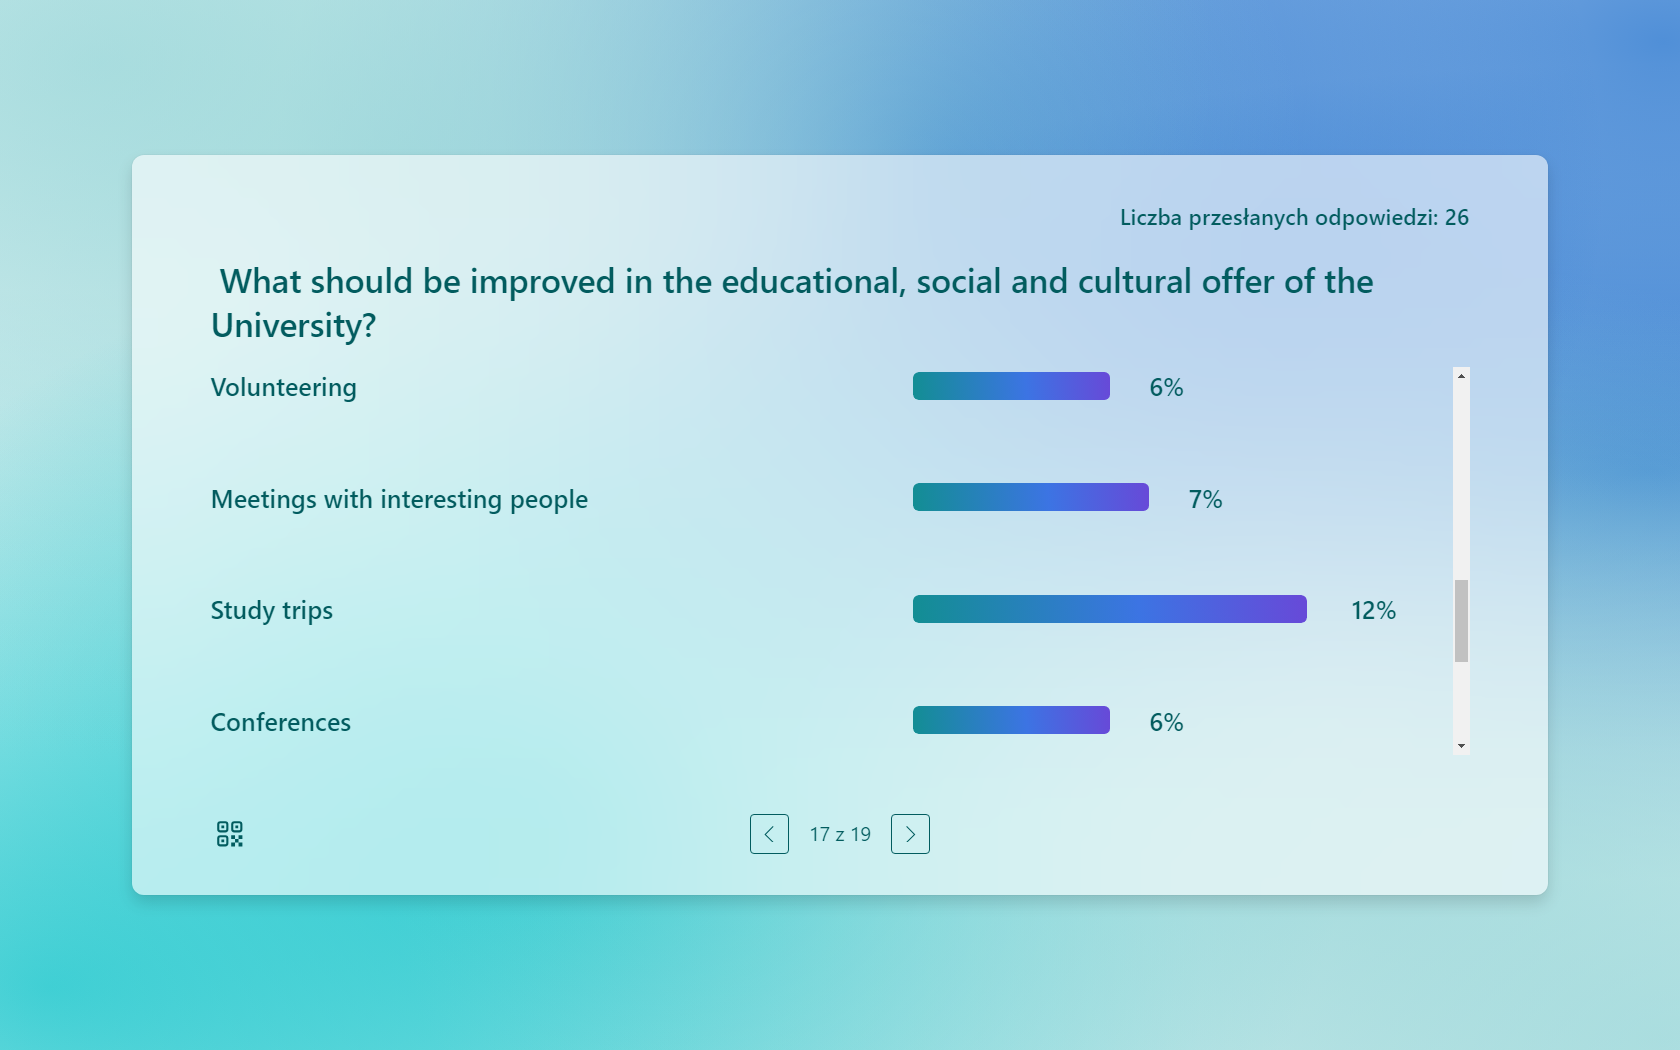 Liczba przesłanych odpowiedzi: 26
What should be improved in the educational, social and cultural offer of the
University?
Volunteering 6%
Meetings with interesting people 7%
Study trips 12%
Conferences 6%
17 z 19